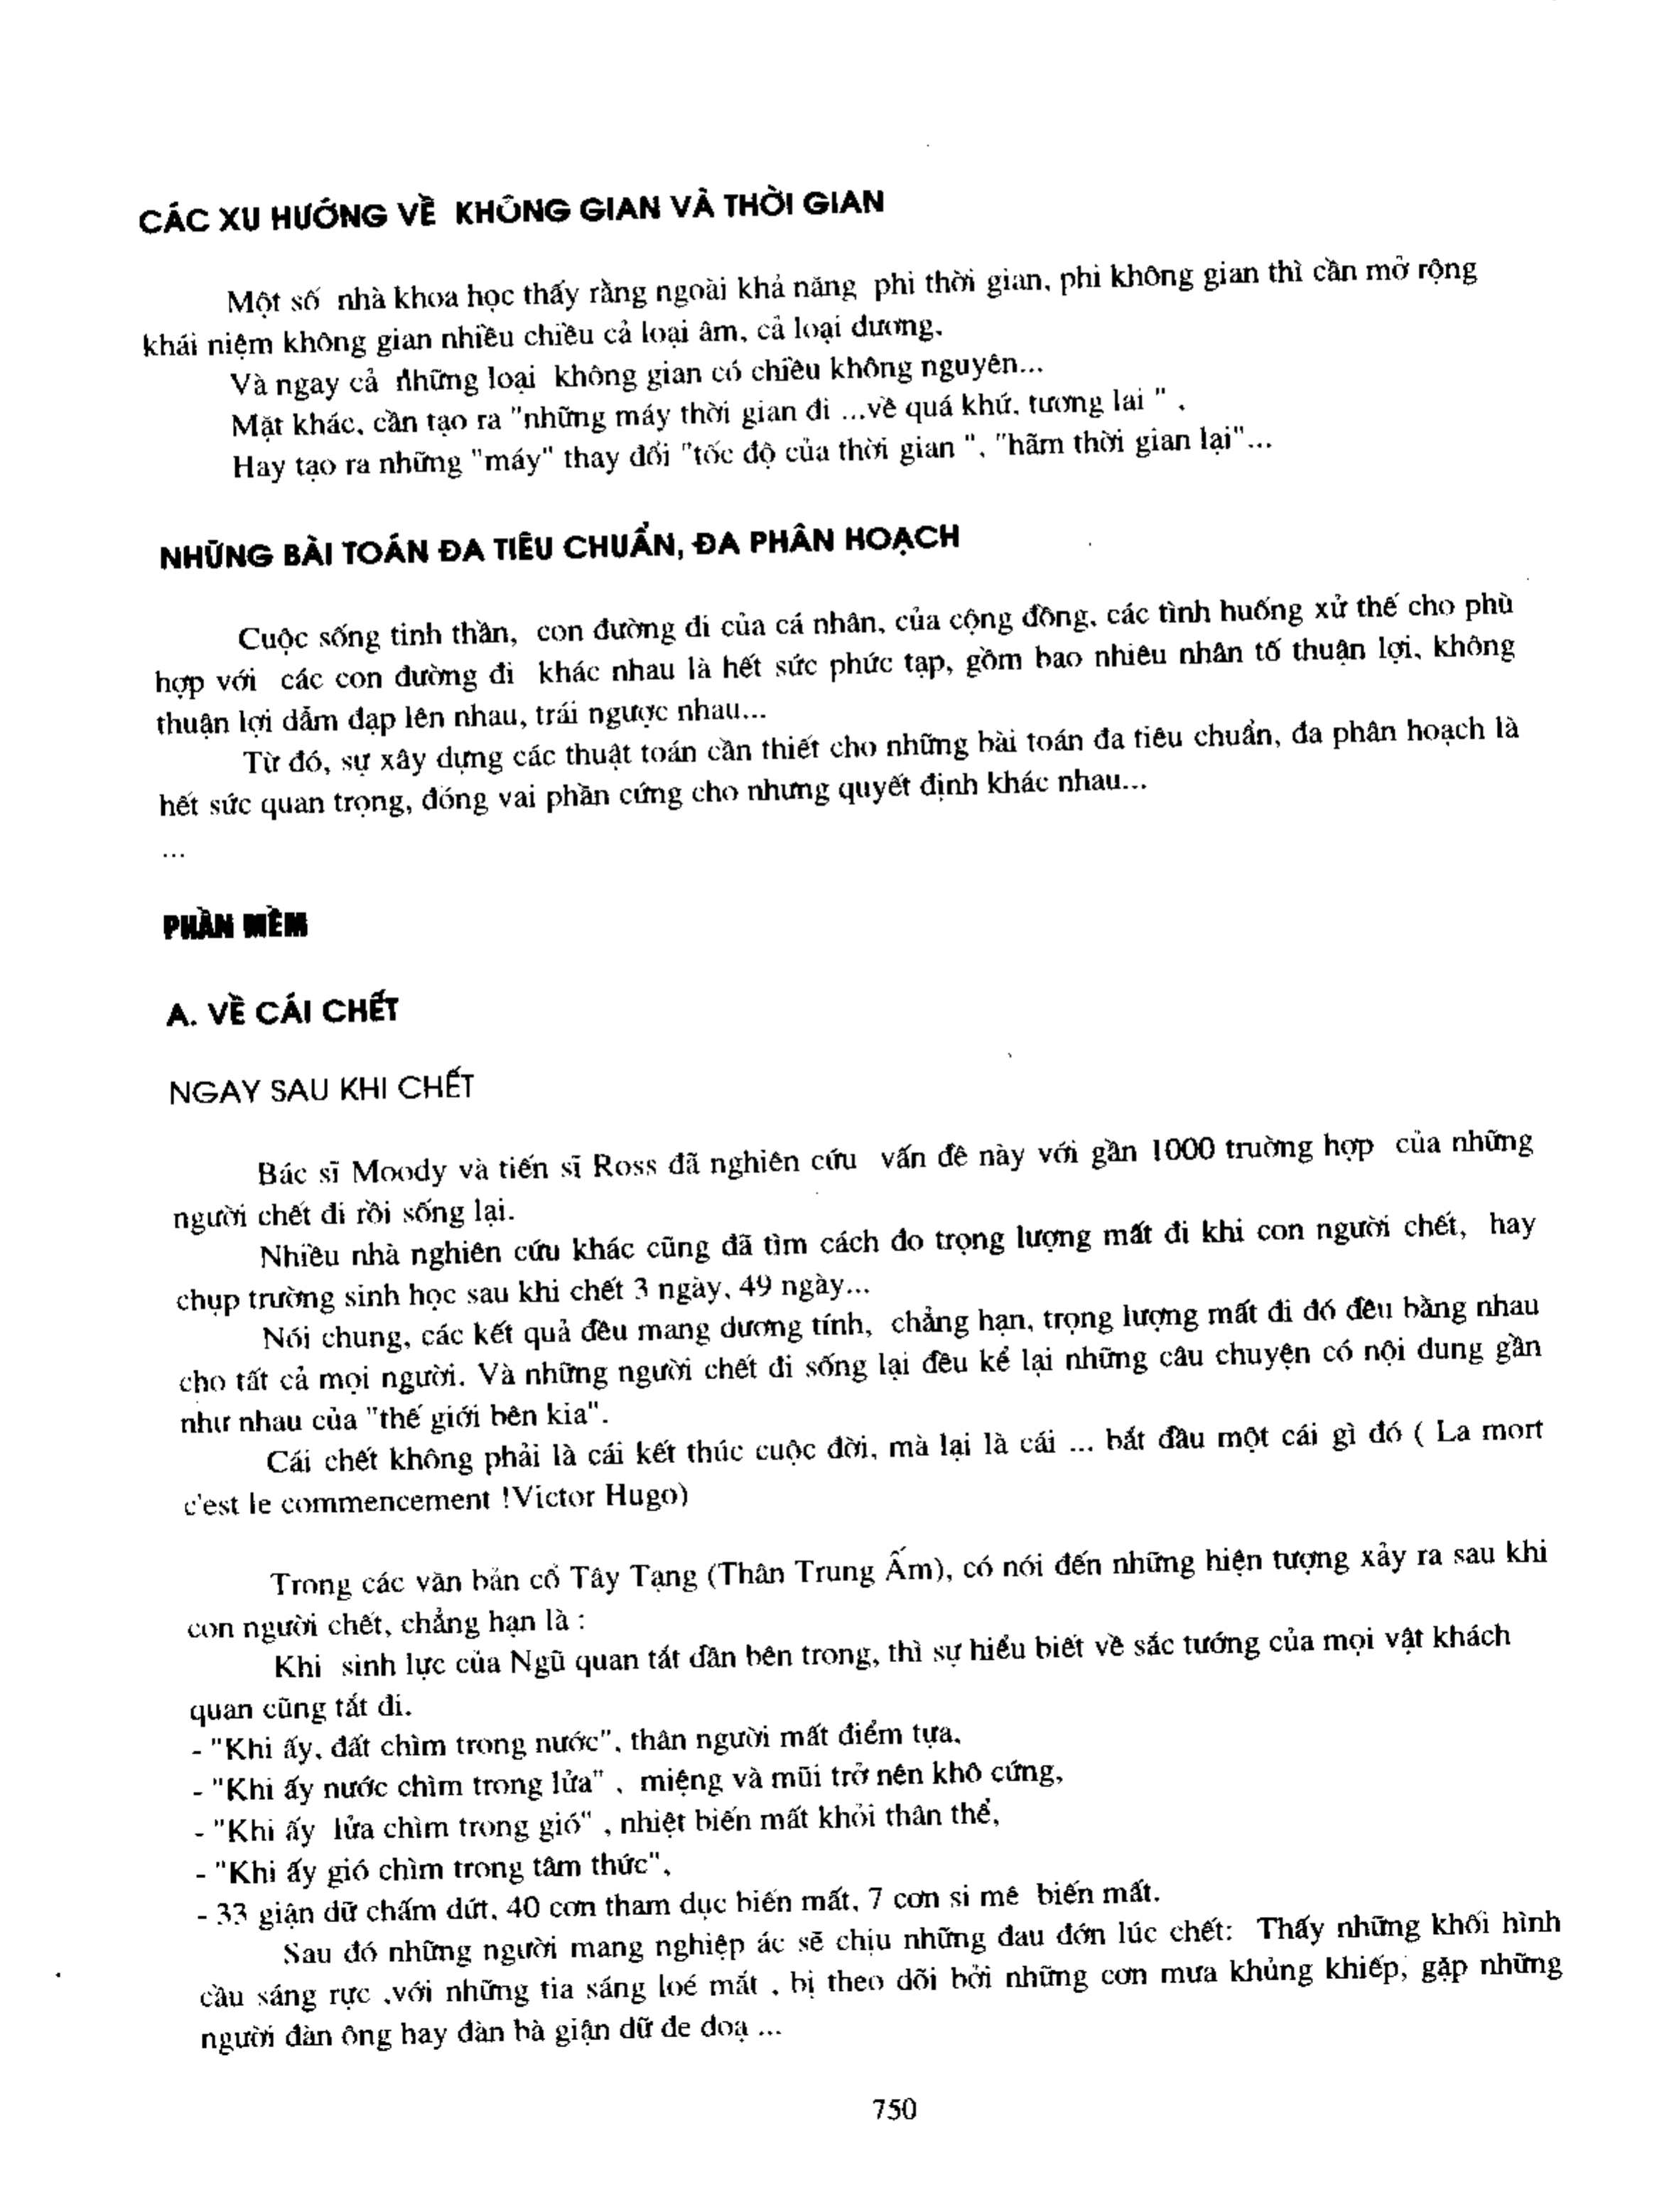 CÁC XU HƯỚNG VỀ KHÔNG GIAN VÀ THỜI GIAN
Một số nhà khoa học thấy rằng ngoài khả năng phi thời gian, phi không gian thì cần mở rộng
khái niệm không gian nhiều chiều cả loại âm, cả loại dương.
Và ngay cả những loại không gian có chiều không nguyên...
Mặt khác, cần tạo ra "những máy thời gian đi ...về quá khứ, tương lai " .
Hay tạo ra những "máy" thay đổi "tốc độ của thời gian ", "hãm thời gian lại"...
NHỮNG BÀI TOÁN ĐA TIÊU CHUẨN, ĐA PHÂN HOẠCH
Cuộc sống tinh thần, con đường đi của cá nhân, của cộng đồng, các tình huống xử thế cho phù
hợp với các con đường đi khác nhau là hết sức phức tạp, gồm bao nhiêu nhân tố thuận lợi, không
thuận lợi dẫm đạp lên nhau, trái ngược nhau...
Từ đó, sự xây dựng các thuật toán cần thiết cho những bài toán đa tiêu chuẩn, đa phân hoạch là
hết sức quan trọng, đóng vai phần cứng cho nhưng quyết định khác nhau...
...
PHẦN MỀM
A. VỀ CÁI CHẾT
NGAY SAU KHI CHẾT
Bác sĩ Moody và tiến sĩ Ross đã nghiên cứu vấn đề này với gần 1000 truờng hợp của những
người chết đi rồi sống lại.
Nhiều nhà nghiên cứu khác cũng đã tìm cách đo trọng lượng mất đi khi con người chết, hay
chụp trường sinh học sau khi chết 3 ngày, 49 ngày...
Nói chung, các kết quả đều mang dương tính, chẳng hạn, trọng lượng mất đi đó đều bằng nhau
cho tất cả mọi người. Và những người chết đi sống lại đều kể lại những câu chuyện có nội dung gần
như nhau của "thế giới bên kia".
Cái chết không phải là cái kết thúc cuộc đời, mà lại là cái ... bắt đầu một cái gì đó ( La mort
c'est le commencement !Victor Hugo)
Trong các văn bản cổ Tây Tạng (Thân Trung Ấm), có nói đến những hiện tượng xảy ra sau khi
con người chết, chẳng hạn là :
Khi sinh lực của Ngũ quan tắt dần bên trong, thì sự hiểu biết về sắc tướng của mọi vật khách
quan cũng tắt đi.
- "Khi ấy, đất chìm trong nước", thân người mất điểm tựa,
- "Khi ấy nước chìm trong lửa" , miệng và mũi trở nên khô cứng,
- "Khi ấy lửa chìm trong gió" , nhiệt biến mất khỏi thân thể,
- "Khi ấy gió chìm trong tâm thức",
- 33 giận dữ chấm dứt, 40 cơn tham dục biến mất, 7 cơn si mê biến mất.
Sau đó những người mang nghiệp ác sẽ chịu những đau đớn lúc chết: Thấy những khối hình
cầu sáng rực ,với những tia sáng loé mắt , bị theo dõi bởi những cơn mưa khủng khiếp, gặp những
người đàn ông hay đàn bà giận dữ đe doạ ...
750